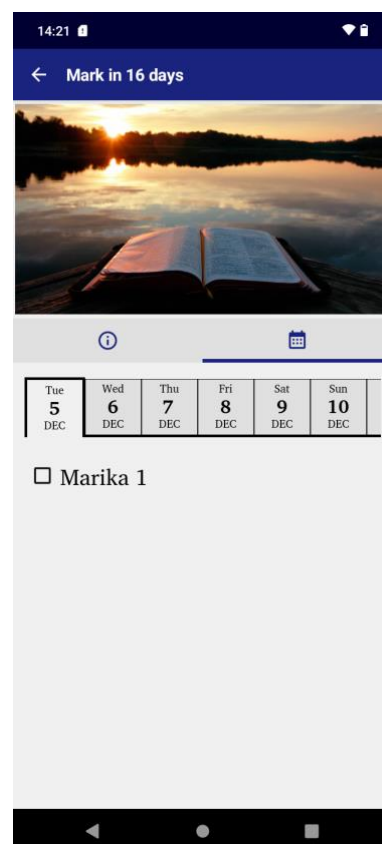 14:21
Mark in 16 days
Tue Wed Thu Fri Sat Sun
5 6 7 8 9 10
DEC DEC DEC DEC DEC DEC
Marika 1